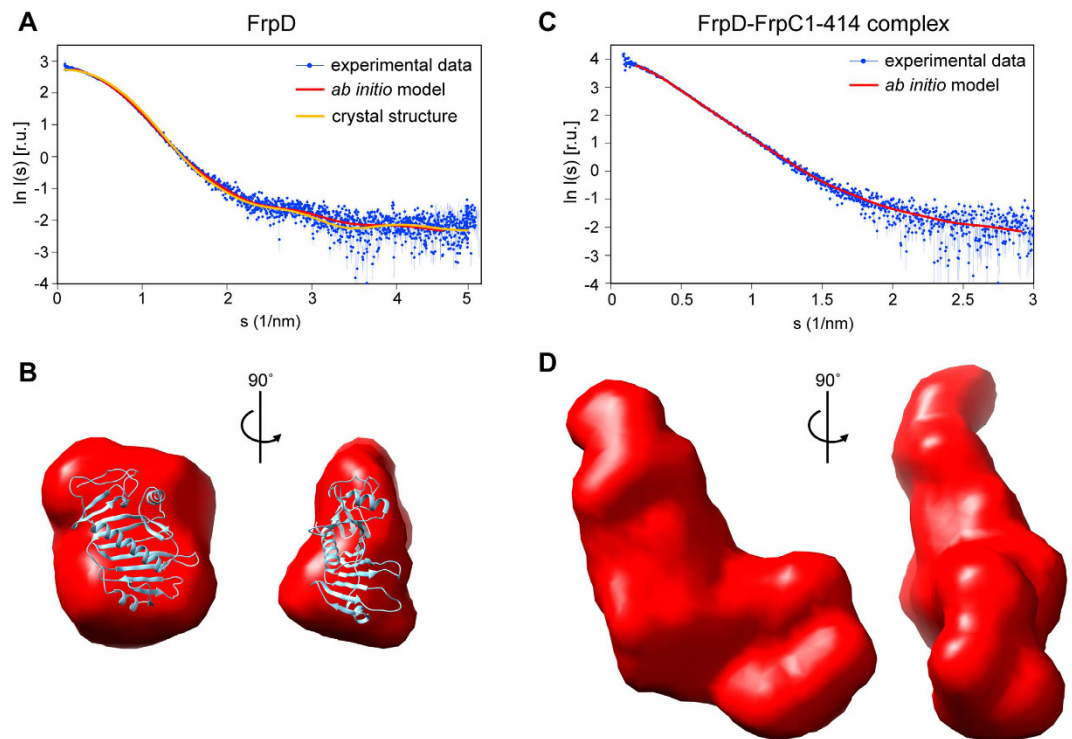 A
FrpD
ln I(s) [r.u.]
3
2
1
0
-1
-2
-3
-4
experimental data
ab initio model
crystal structure
0 1 2 3 4 5
s (1/nm)
B
90°
C
FrpD-FrpC1-414 complex
ln I(s) [r.u.]
4
3
2
1
0
-1
-2
-3
-4
experimental data
ab initio model
0 0.5 1 1.5 2 2.5 3
s (1/nm)
D
90°